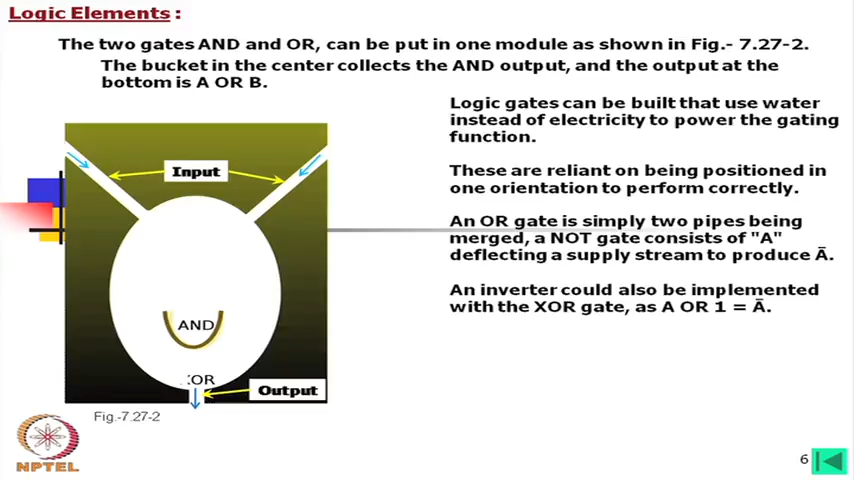 Logic Elements :
The two gates AND and OR, can be put in one module as shown in Fig.- 7.27-2.
The bucket in the center collects the AND output, and the output at the
bottom is A OR B.
Input
AND
OR
Output
Fig.-7.27-2
Logic gates can be built that use water
instead of electricity to power the gating
function.
These are reliant on being positioned in
one orientation to perform correctly.
An OR gate is simply two pipes being
merged, a NOT gate consists of "A"
deflecting a supply stream to produce Ā.
An inverter could also be implemented
with the XOR gate, as A OR 1 = Ā.
NPTEL
6